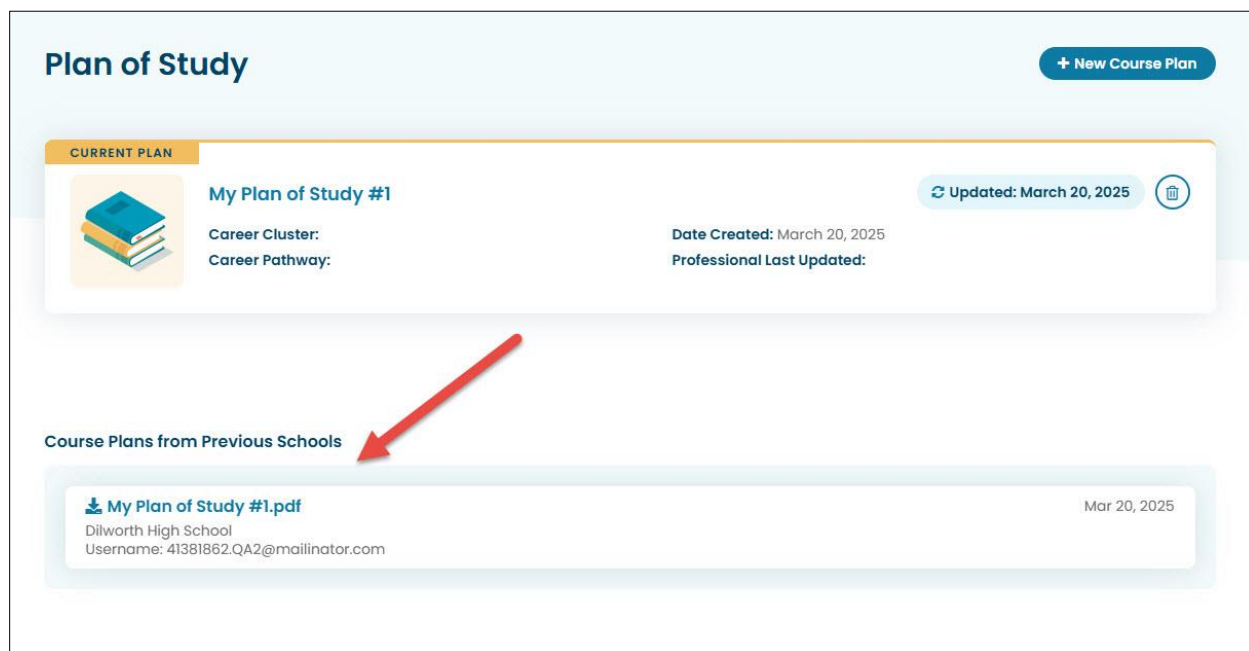 Plan of Study
+ New Course Plan
CURRENT PLAN
My Plan of Study #1
Updated: March 20, 2025
Career Cluster:
Date Created: March 20, 2025
Career Pathway:
Professional Last Updated:
Course Plans from Previous Schools
My Plan of Study #1.pdf
Mar 20, 2025
Dilworth High School
Username: 41381862.QA2@mailinator.com